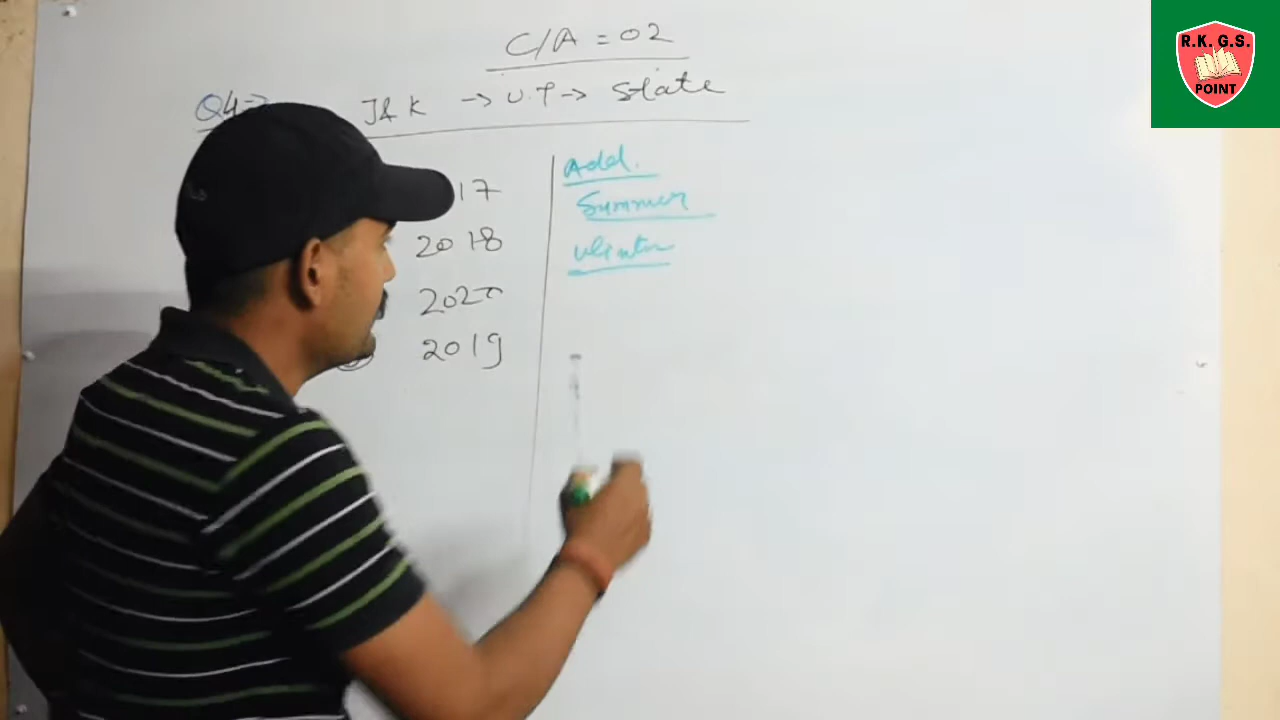 C/A = 02
Q4→ J&K → U.T → State
17
2018
2020
2019
Add.
Summer
Winter
R.K. G.S.
POINT